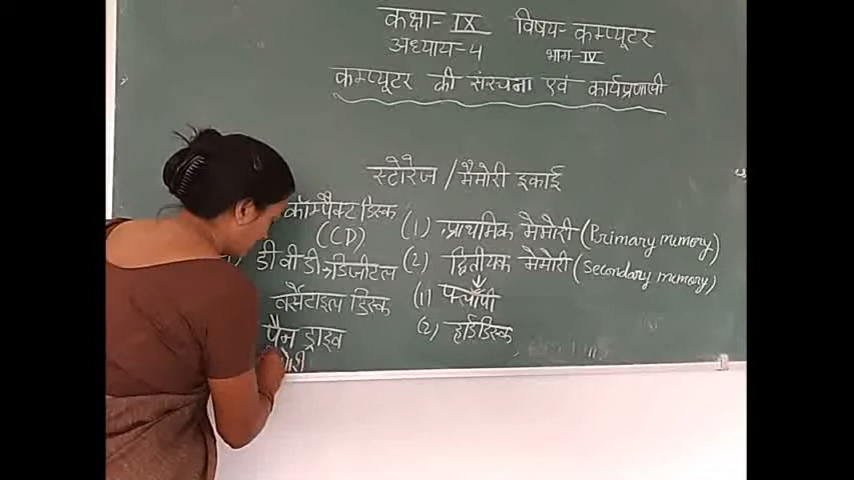 कक्षा- IX विषय- कम्प्यूटर
अध्याय-4 भाग-IV
कम्प्यूटर की संरचना एवं कार्यप्रणाली
स्टोरेज / मैमोरी इकाई
(1) प्राथमिक मैमोरी (Primary memory)
(2) द्वितीयक मैमोरी (Secondary memory)
(1) फ्लॉपी
(2) हार्डडिस्क
कॉम्पैक्ट डिस्क
(CD)
डी वी डी, डिजीटल
वर्सेटाइल डिस्क
पैन ड्राइव